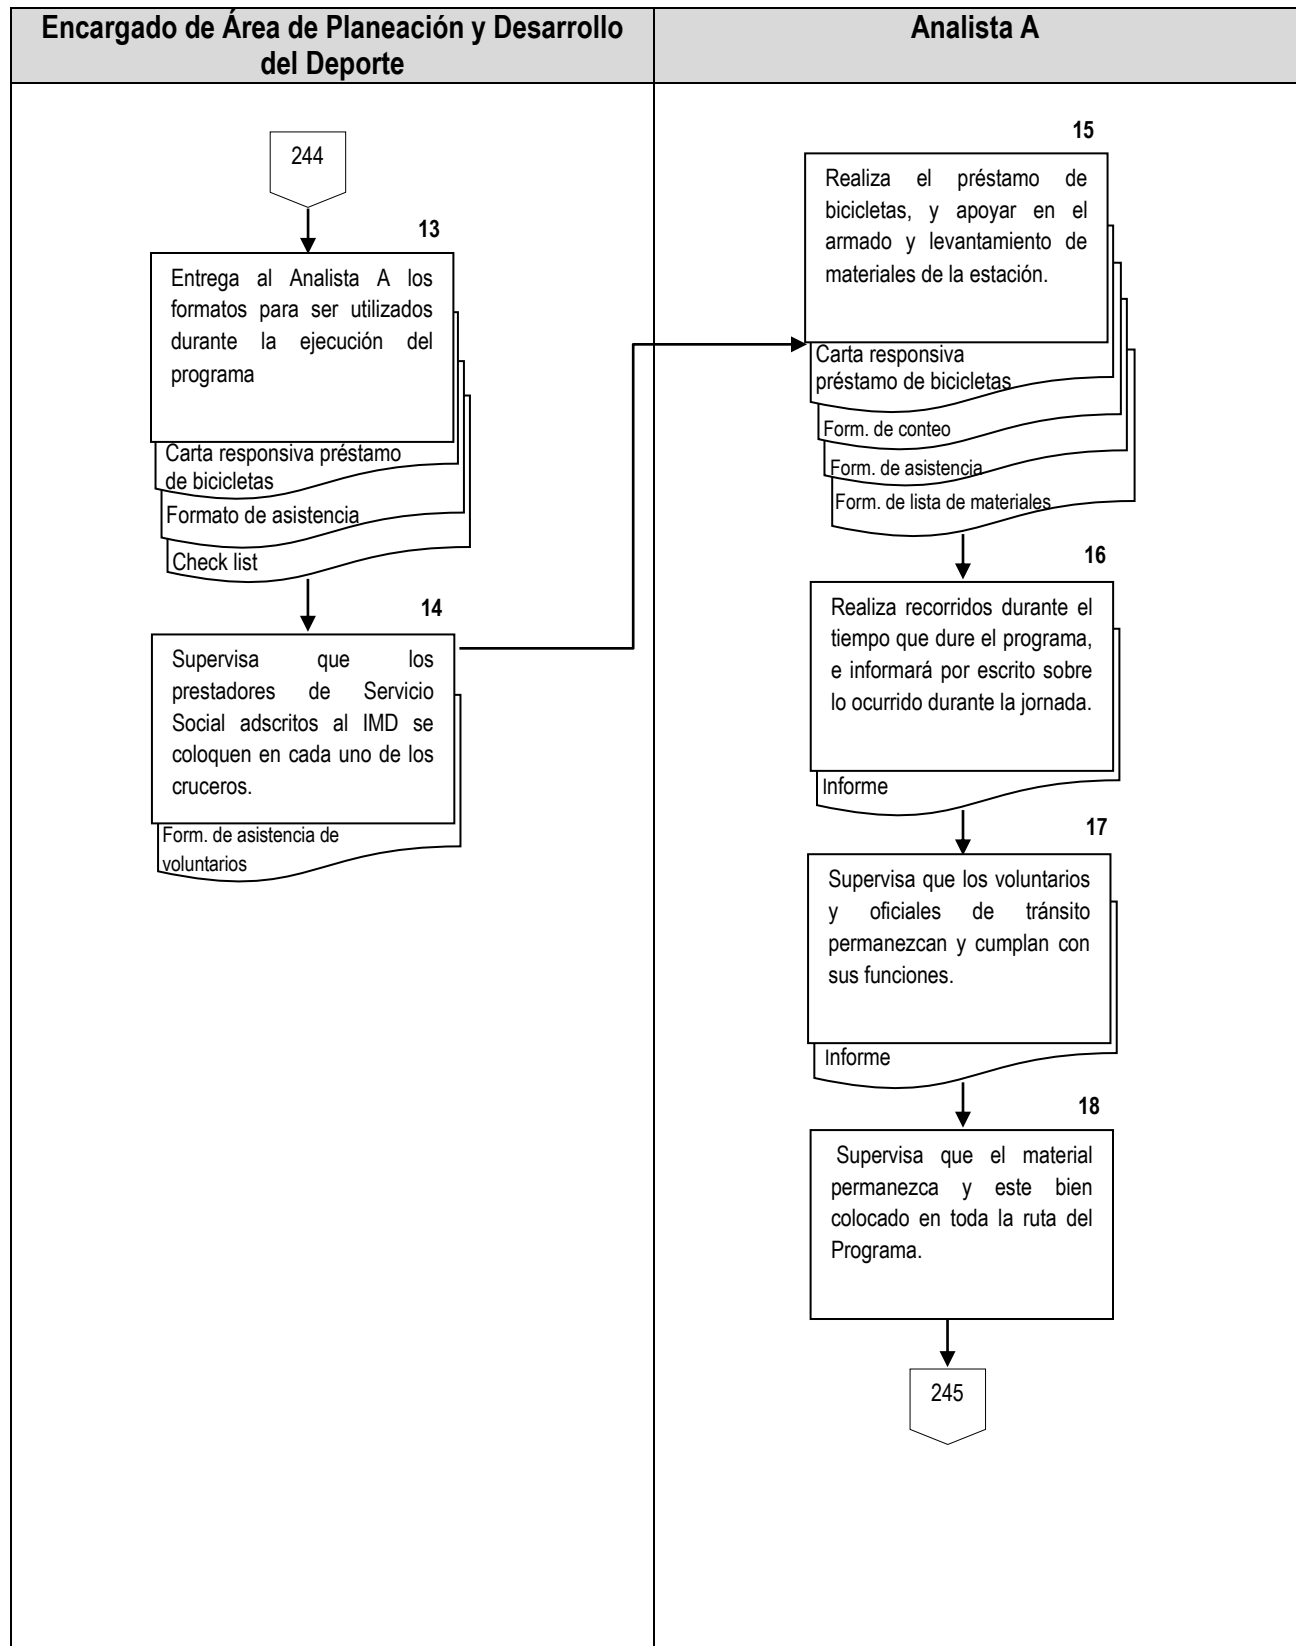 Encargado de Área de Planeación y Desarrollo
del Deporte
Analista A
244
13
Entrega al Analista A los
formatos para ser utilizados
durante la ejecución del
programa
Carta responsiva préstamo
de bicicletas
Formato de asistencia
Check list
14
Supervisa que los
prestadores de Servicio
Social adscritos al IMD se
coloquen en cada uno de los
cruceros.
Form. de asistencia de
voluntarios
15
Realiza el préstamo de
bicicletas, y apoyar en el
armado y levantamiento de
materiales de la estación.
Carta responsiva
préstamo de bicicletas
Form. de conteo
Form. de asistencia
Form. de lista de materiales
16
Realiza recorridos durante el
tiempo que dure el programa,
e informará por escrito sobre
lo ocurrido durante la jornada.
Informe
17
Supervisa que los voluntarios
y oficiales de tránsito
permanezcan y cumplan con
sus funciones.
Informe
18
Supervisa que el material
permanezca y este bien
colocado en toda la ruta del
Programa.
245